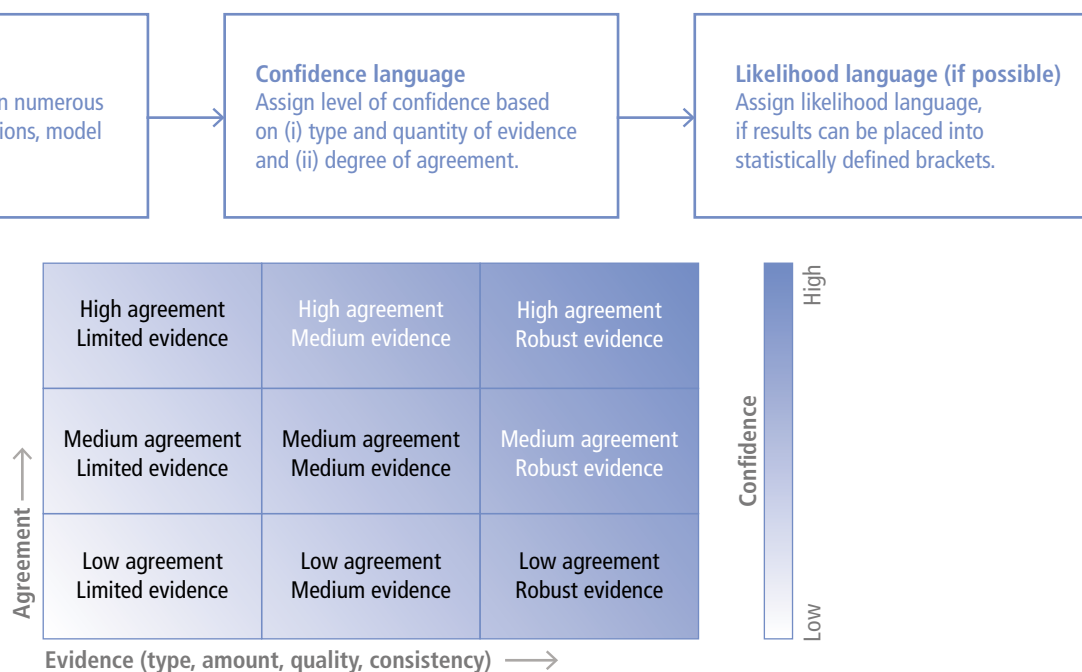 n numerous
ions, model
Confidence language
Assign level of confidence based
on (i) type and quantity of evidence
and (ii) degree of agreement.
Likelihood language (if possible)
Assign likelihood language,
if results can be placed into
statistically defined brackets.
High agreement
Limited evidence
High agreement
Medium evidence
High agreement
Robust evidence
Medium agreement
Limited evidence
Medium agreement
Medium evidence
Medium agreement
Robust evidence
Low agreement
Limited evidence
Low agreement
Medium evidence
Low agreement
Robust evidence
Agreement
Evidence (type, amount, quality, consistency)
Confidence
High
Low